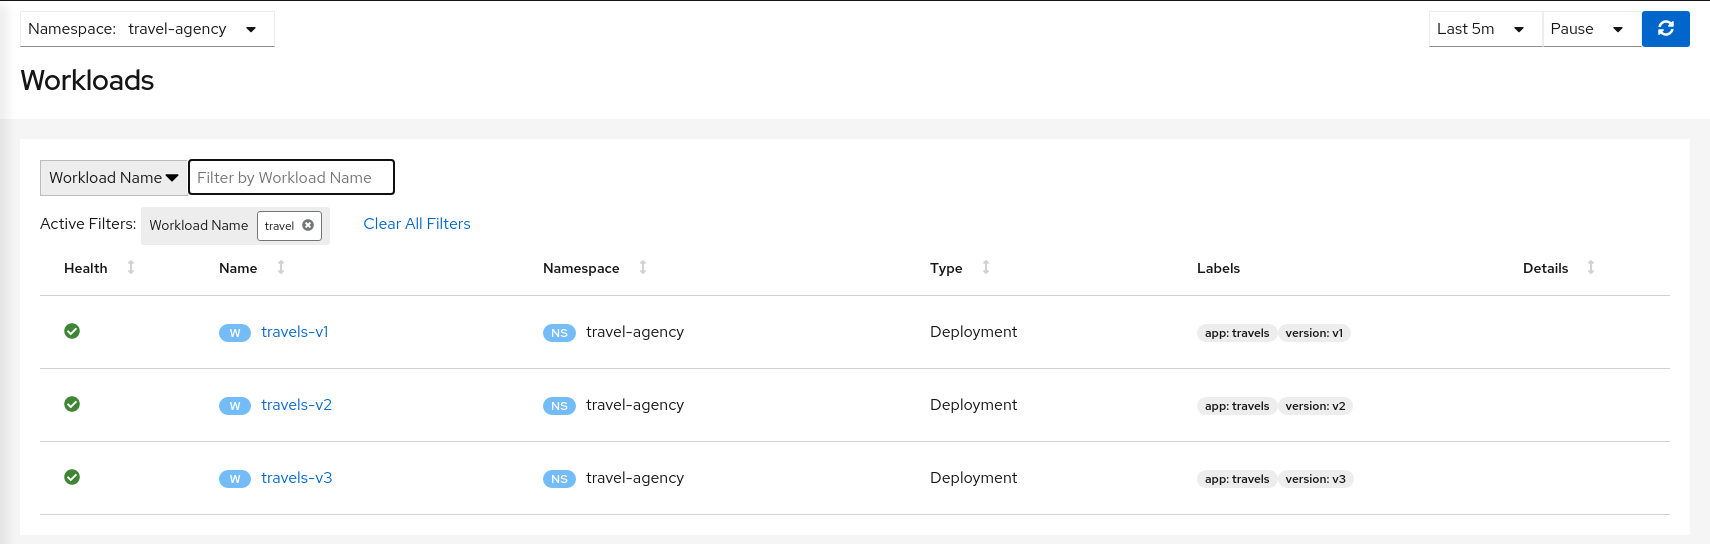 Namespace: travel-agency Last 5m Pause
Workloads
Workload Name Filter by Workload Name
Active Filters: Workload Name travel Clear All Filters
Health Name Namespace Type Labels Details
W travels-v1 NS travel-agency Deployment app: travels version: v1
W travels-v2 NS travel-agency Deployment app: travels version: v2
W travels-v3 NS travel-agency Deployment app: travels version: v3